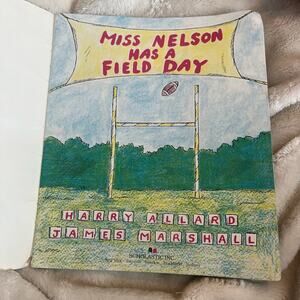 MISS NELSON
HAS A
FIELD DAY
HARRY ALLARD
JAMES MARSHALL
SCHOLASTIC INC.